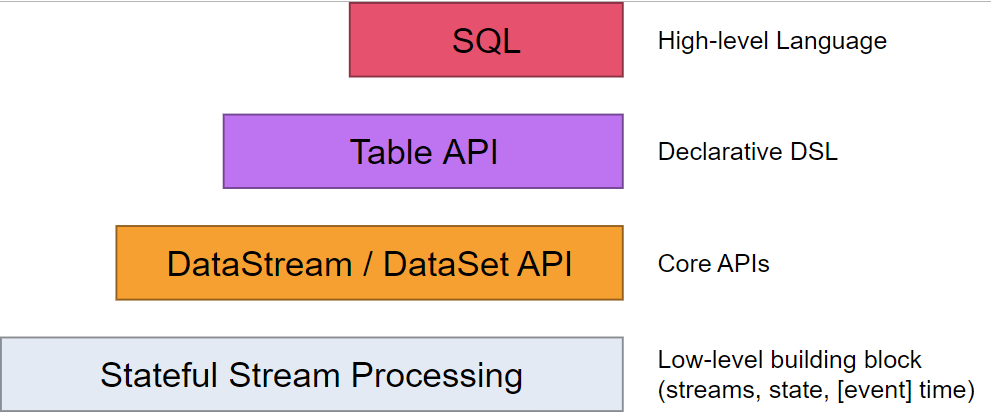 SQL
High-level Language
Table API
Declarative DSL
DataStream / DataSet API
Core APIs
Stateful Stream Processing
Low-level building block
(streams, state, [event] time)